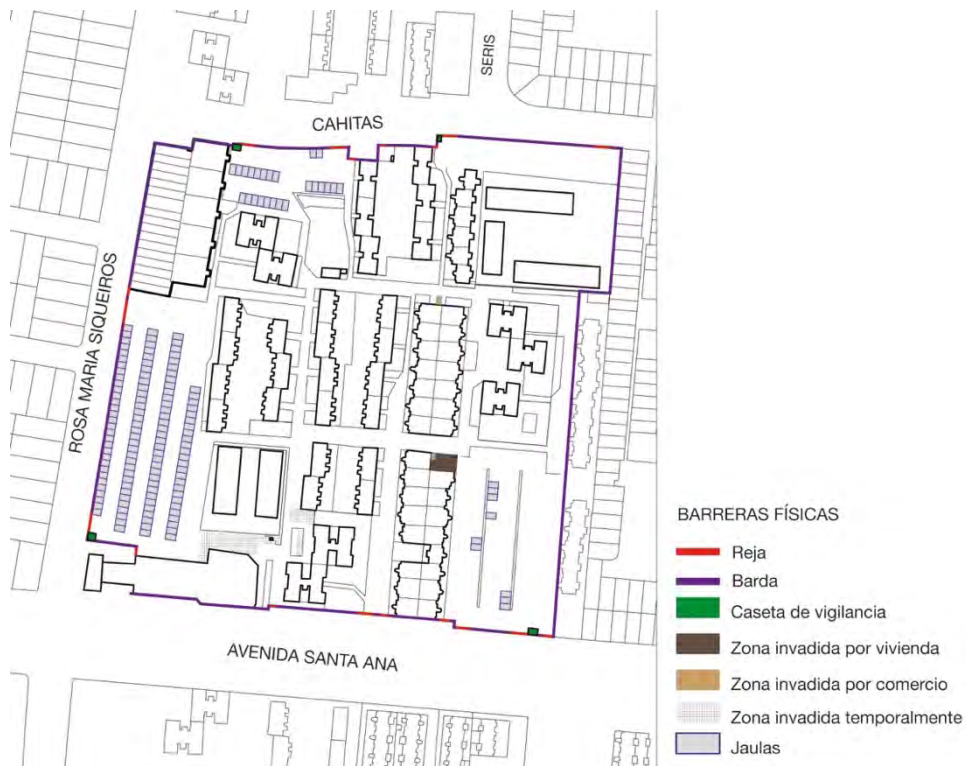 SERIS
CAHITAS
ROSA MARIA SIQUEIROS
AVENIDA SANTA ANA
BARRERAS FÍSICAS
Reja
Barda
Caseta de vigilancia
Zona invadida por vivienda
Zona invadida por comercio
Zona invadida temporalmente
Jaulas